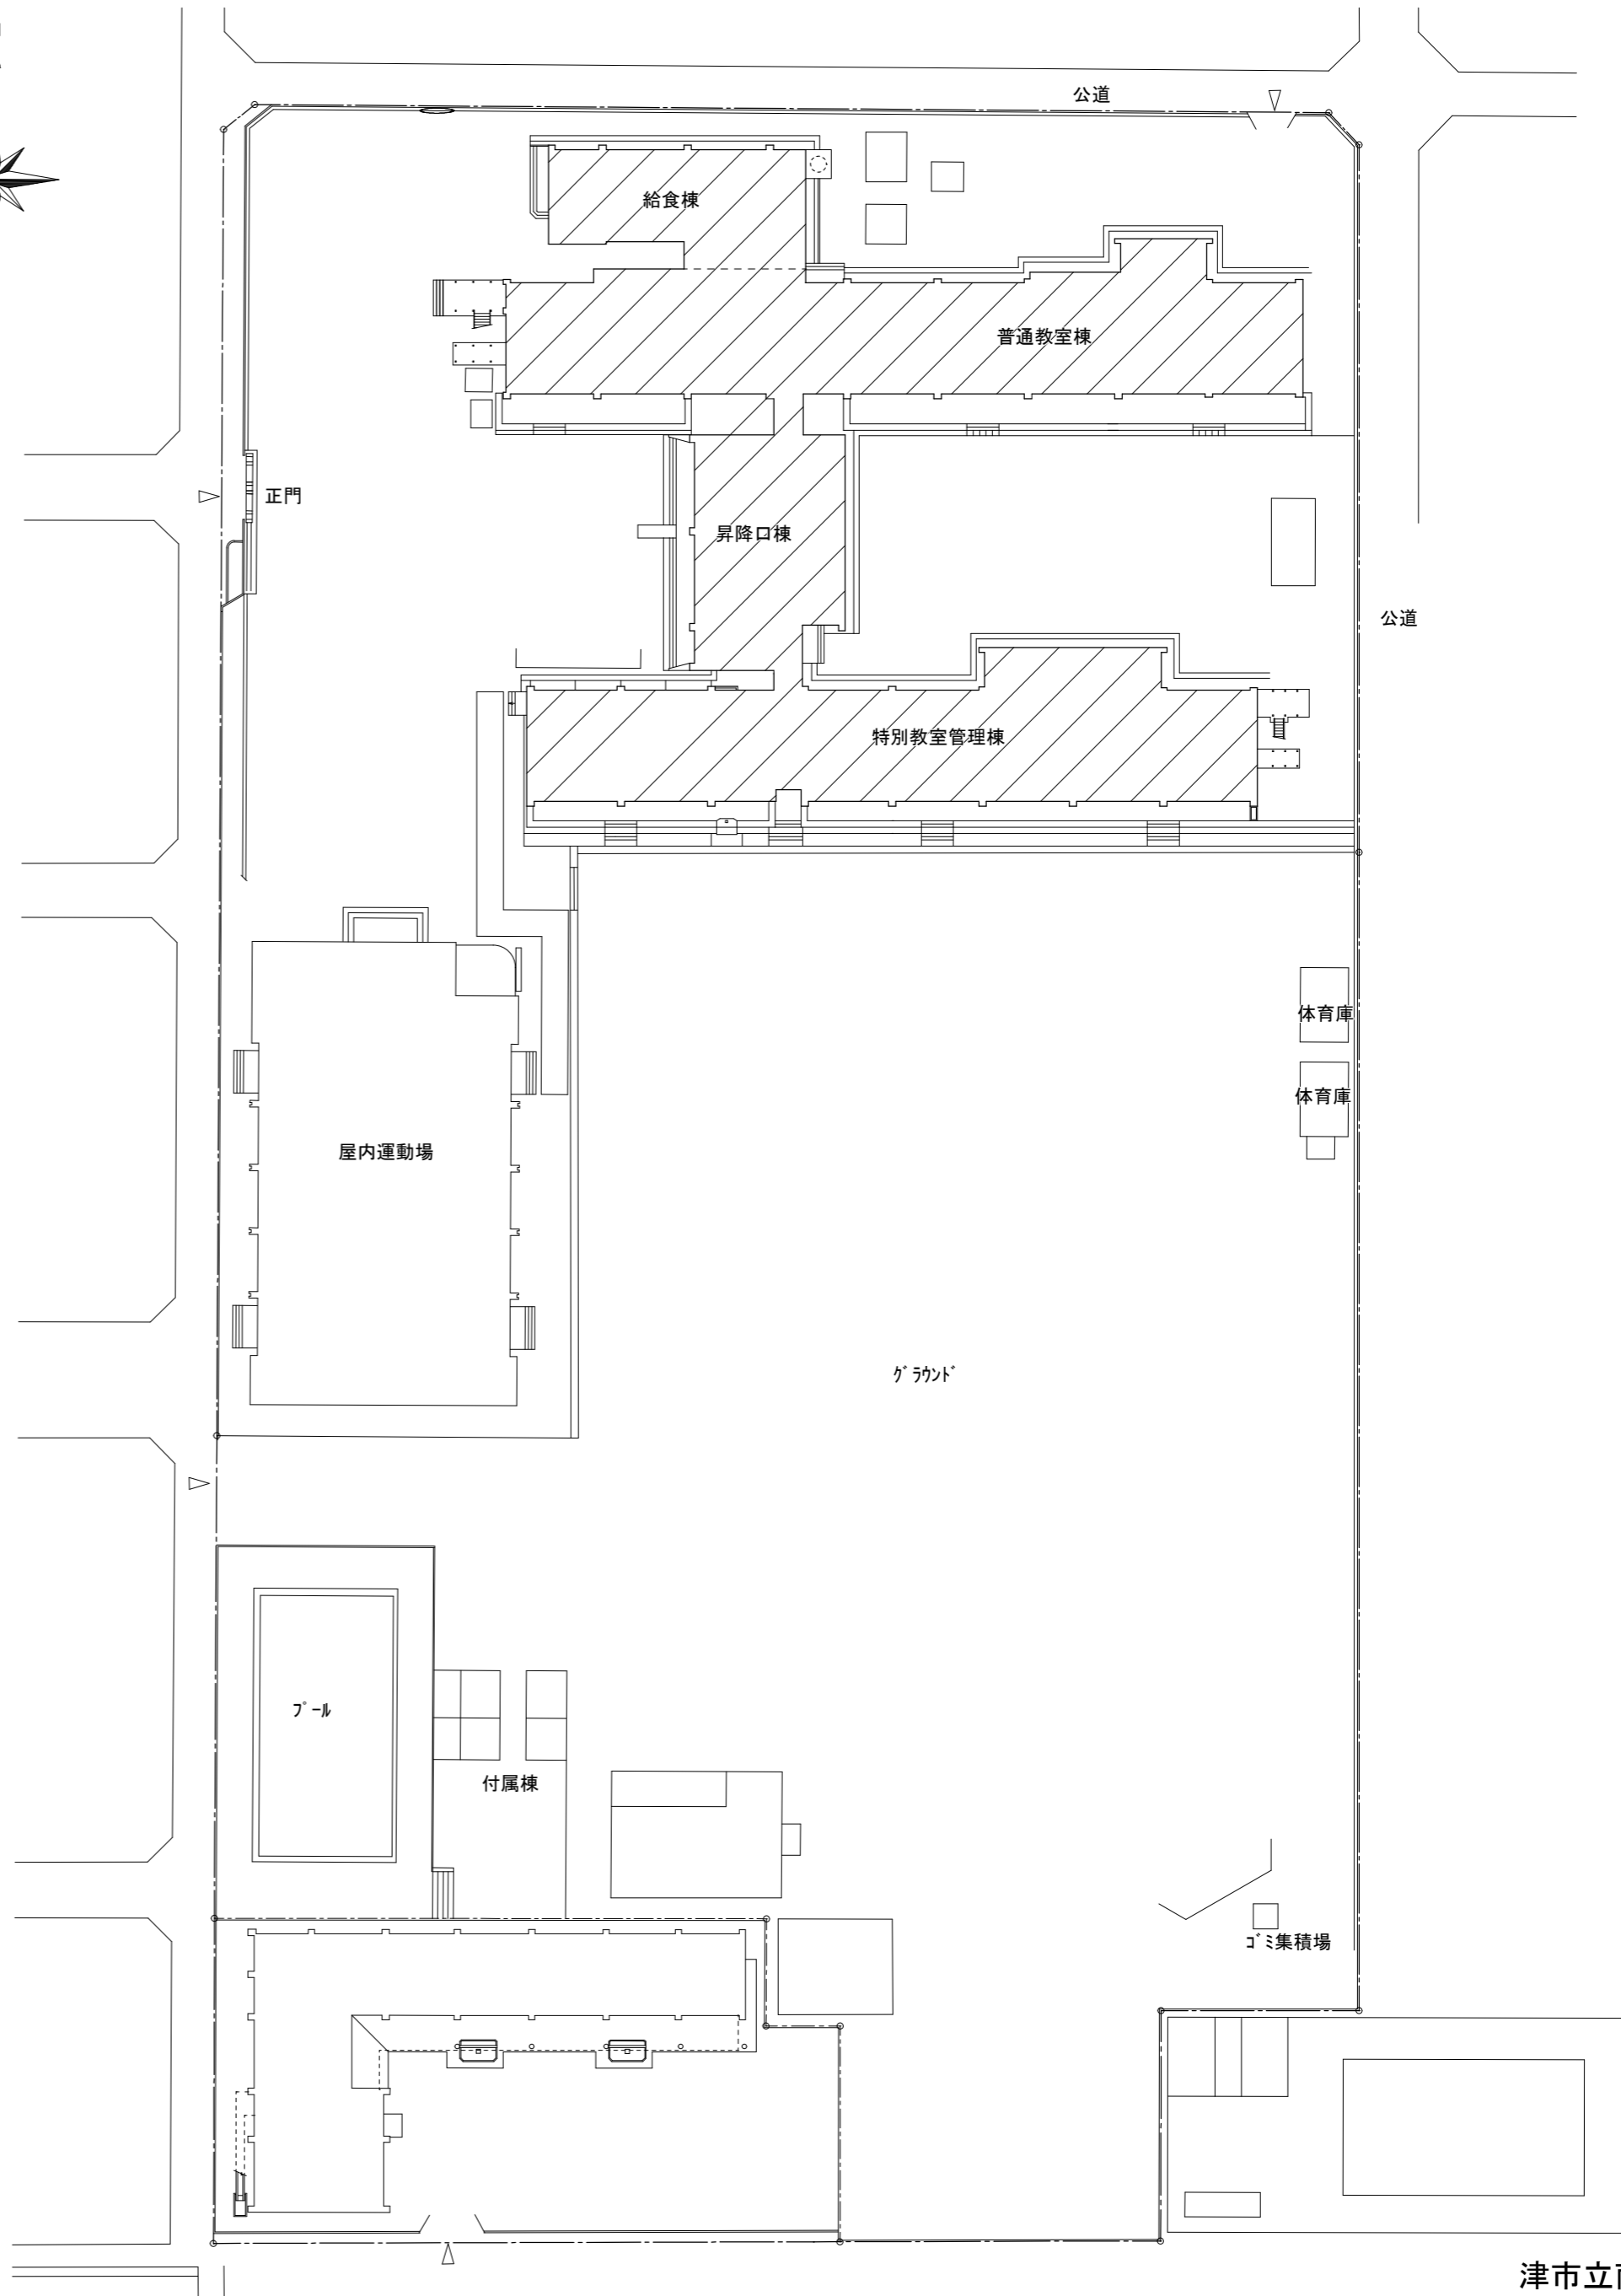 公道
給食棟
普通教室棟
正門
昇降口棟
公道
特別教室管理棟
体育庫
体育庫
屋内運動場
ｸﾞﾗｳﾝﾄﾞ
ﾌﾟｰﾙ
付属棟
ｺﾞﾐ集積場
津市立